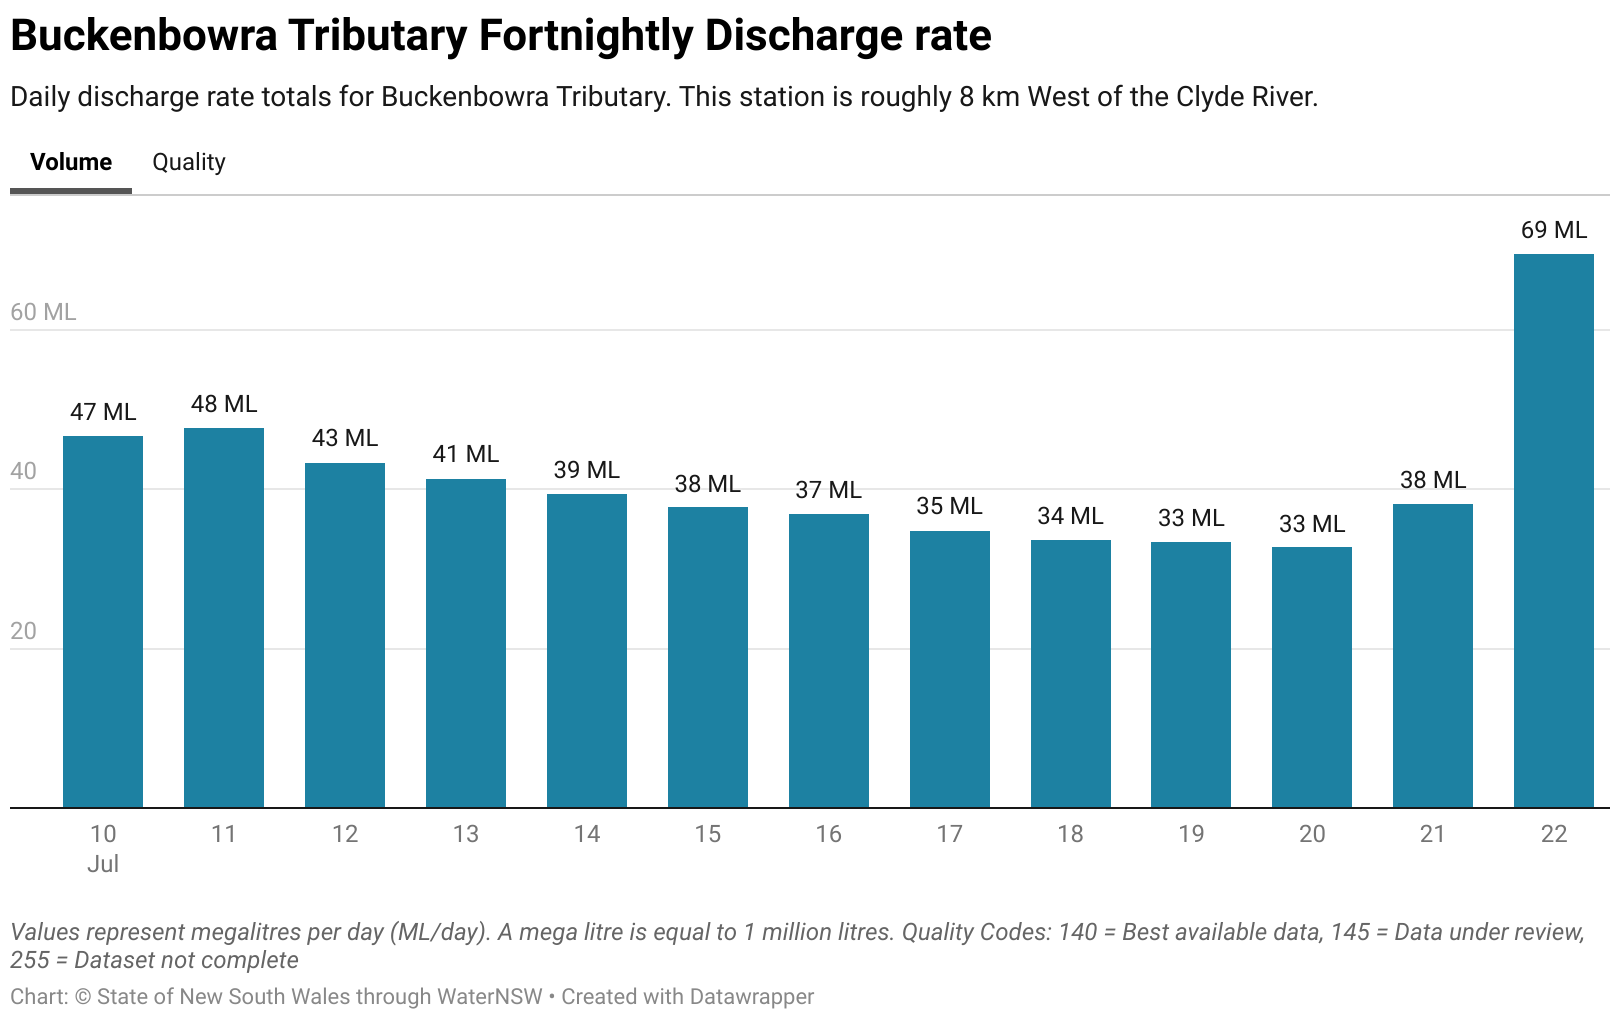 Buckenbowra Tributary Fortnightly Discharge rate
Daily discharge rate totals for Buckenbowra Tributary. This station is roughly 8 km West of the Clyde River.
Volume Quality
69 ML
60 ML
47 ML 48 ML 43 ML 41 ML 39 ML 38 ML 37 ML 35 ML 34 ML 33 ML 33 ML 38 ML
40
20
10 11 12 13 14 15 16 17 18 19 20 21 22
Jul
Values represent megalitres per day (ML/day). A mega litre is equal to 1 million litres. Quality Codes: 140 = Best available data, 145 = Data under review,
255 = Dataset not complete
Chart: © State of New South Wales through WaterNSW • Created with Datawrapper